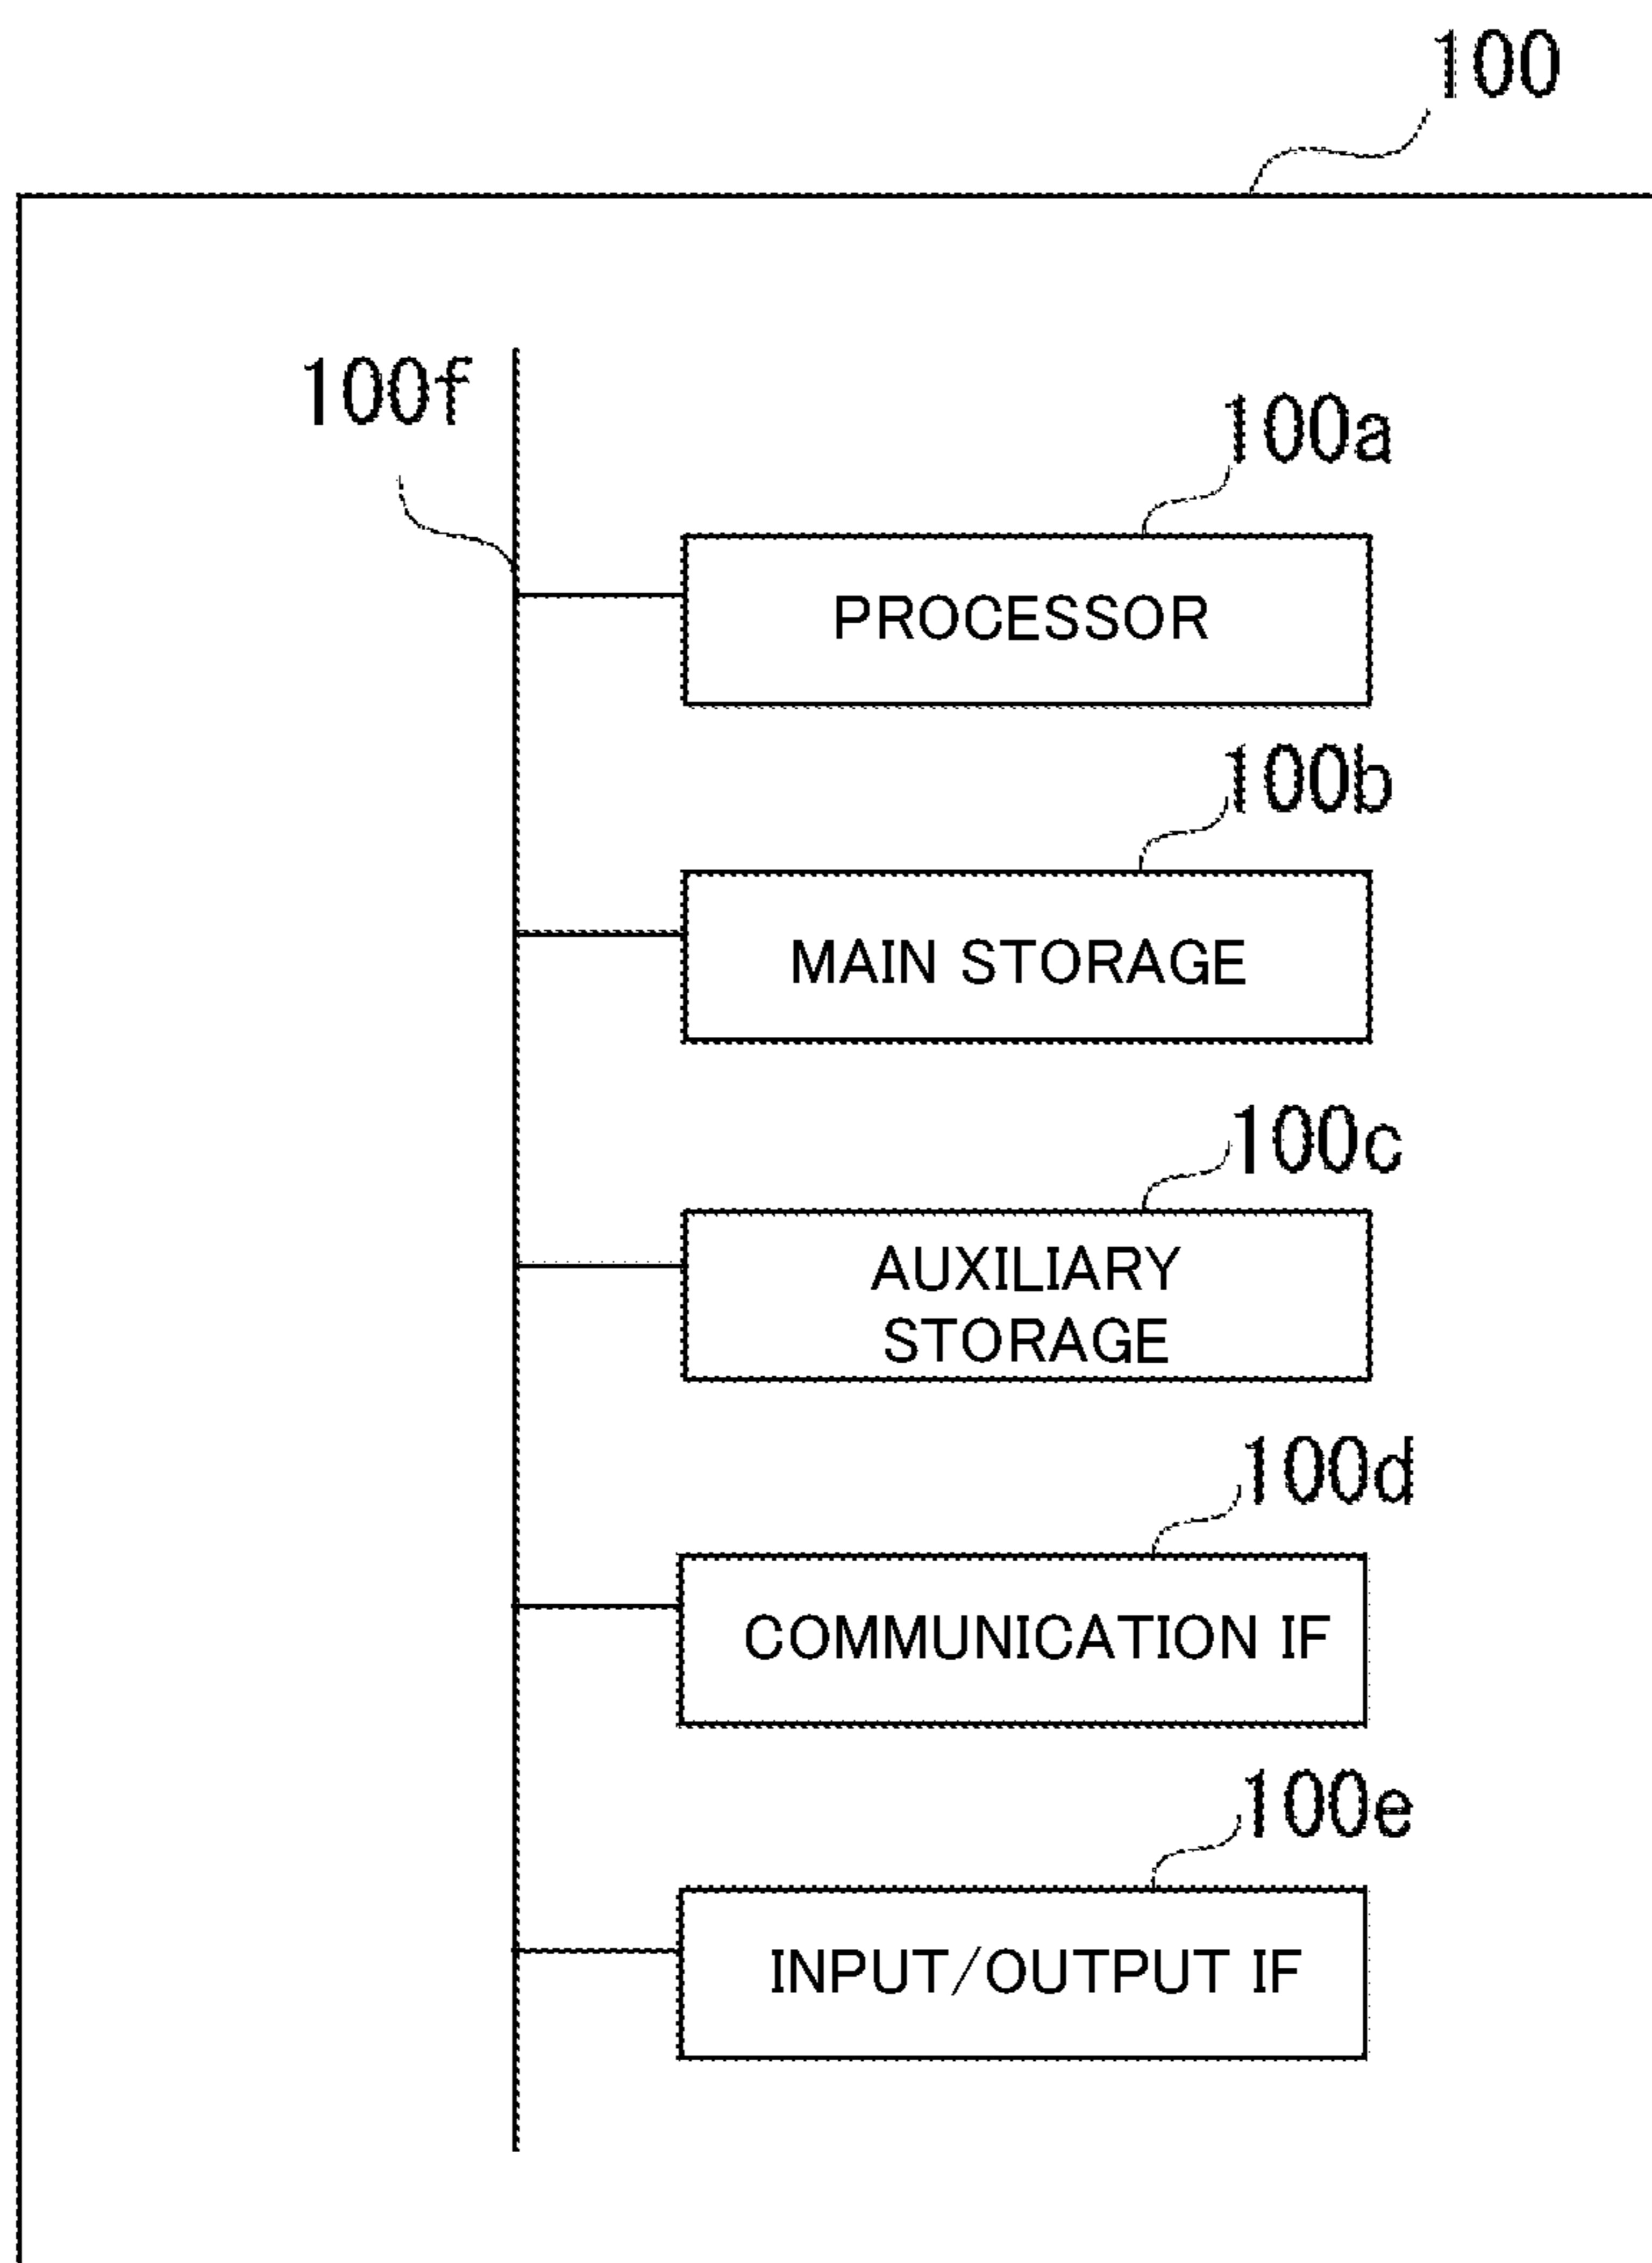 100
100f
100a
PROCESSOR
100b
MAIN STORAGE
100c
AUXILIARY
STORAGE
100d
COMMUNICATION IF
100e
INPUT/OUTPUT IF